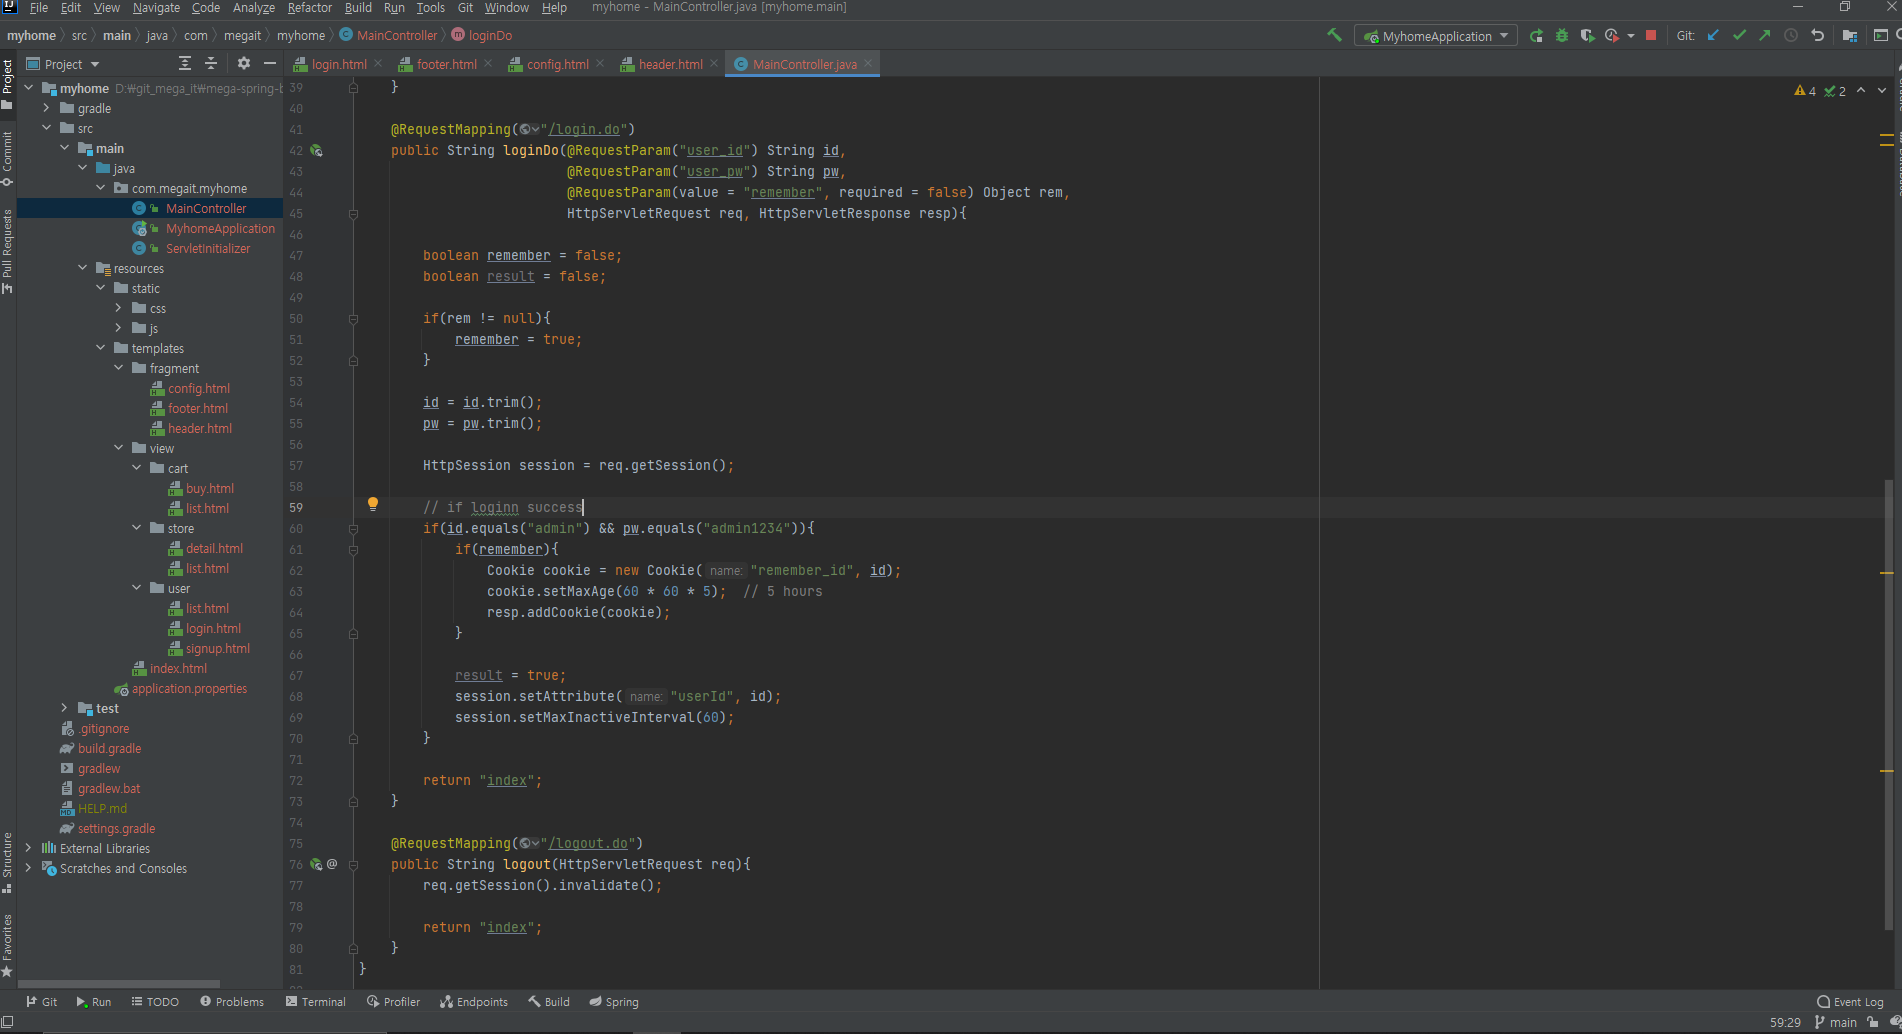 File Edit View Navigate Code Analyze Refactor Build Run Tools Git Window Help myhome - MainController.java [myhome.main]
myhome src main java com megait myhome MainController loginDo MyhomeApplication Git:
Project login.html footer.html config.html header.html MainController.java
Project
Commit
Pull Requests
Structure
Favorites
myhome D:₩git_mega_it₩mega-spring-b
gradle
src
main
java
com.megait.myhome
MainController
MyhomeApplication
ServletInitializer
resources
static
css
js
templates
fragment
config.html
footer.html
header.html
view
cart
buy.html
list.html
store
detail.html
list.html
user
list.html
login.html
signup.html
index.html
application.properties
test
.gitignore
build.gradle
gradlew
gradlew.bat
HELP.md
settings.gradle
External Libraries
Scratches and Consoles
4 2
39 }
40
41 @RequestMapping("/login.do")
42 public String loginDo(@RequestParam("user_id") String id,
43 @RequestParam("user_pw") String pw,
44 @RequestParam(value = "remember", required = false) Object rem,
45 HttpServletRequest req, HttpServletResponse resp){
46
47 boolean remember = false;
48 boolean result = false;
49
50 if(rem != null){
51 remember = true;
52 }
53
54 id = id.trim();
55 pw = pw.trim();
56
57 HttpSession session = req.getSession();
58
59 // if loginn success
60 if(id.equals("admin") && pw.equals("admin1234")){
61 if(remember){
62 Cookie cookie = new Cookie( name: "remember_id", id);
63 cookie.setMaxAge(60 * 60 * 5); // 5 hours
64 resp.addCookie(cookie);
65 }
66
67 result = true;
68 session.setAttribute( name: "userId", id);
69 session.setMaxInactiveInterval(60);
70 }
71
72 return "index";
73 }
74
75 @RequestMapping("/logout.do")
76 @ public String logout(HttpServletRequest req){
77 req.getSession().invalidate();
78
79 return "index";
80 }
81 }
Git Run TODO Problems Terminal Profiler Endpoints Build Spring Event Log
59:29 main